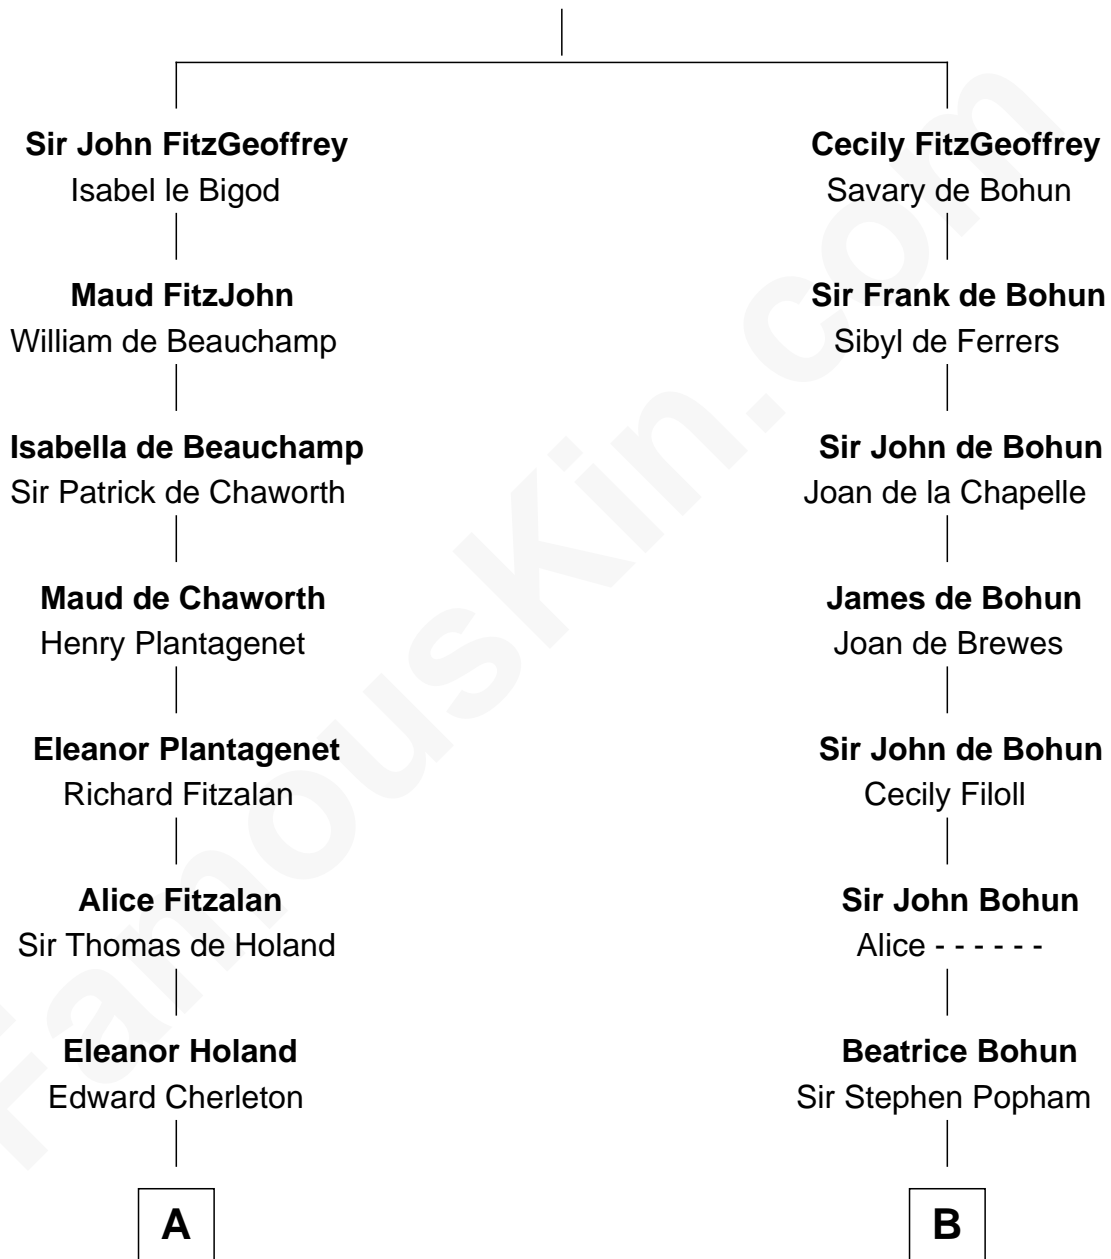 Sir John FitzGeoffrey
Isabel le Bigod
Maud FitzJohn
William de Beauchamp
Isabella de Beauchamp
Sir Patrick de Chaworth
Maud de Chaworth
Henry Plantagenet
Eleanor Plantagenet
Richard Fitzalan
Alice Fitzalan
Sir Thomas de Holand
Eleanor Holand
Edward Cherleton
A
Cecily FitzGeoffrey
Savary de Bohun
Sir Frank de Bohun
Sibyl de Ferrers
Sir John de Bohun
Joan de la Chapelle
James de Bohun
Joan de Brewes
Sir John de Bohun
Cecily Filoll
Sir John Bohun
Alice - - - - - -
Beatrice Bohun
Sir Stephen Popham
B
FamousKin.com